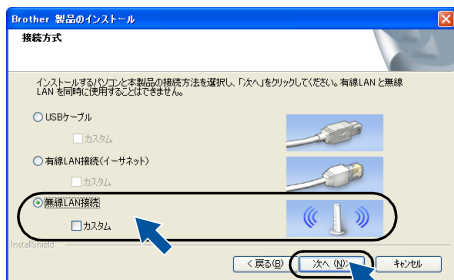 Brother 製品のインストール
接続方式
インストールするパソコンと本製品の接続方法を選択し、「次へ」をクリックしてください。有線LAN と無線
LAN を同時に使用することはできません。
USBケーブル
カスタム
有線LAN接続(イーサネット)
カスタム
無線LAN接続
カスタム
InstallShield
< 戻る(B)
次へ (N)
キャンセル